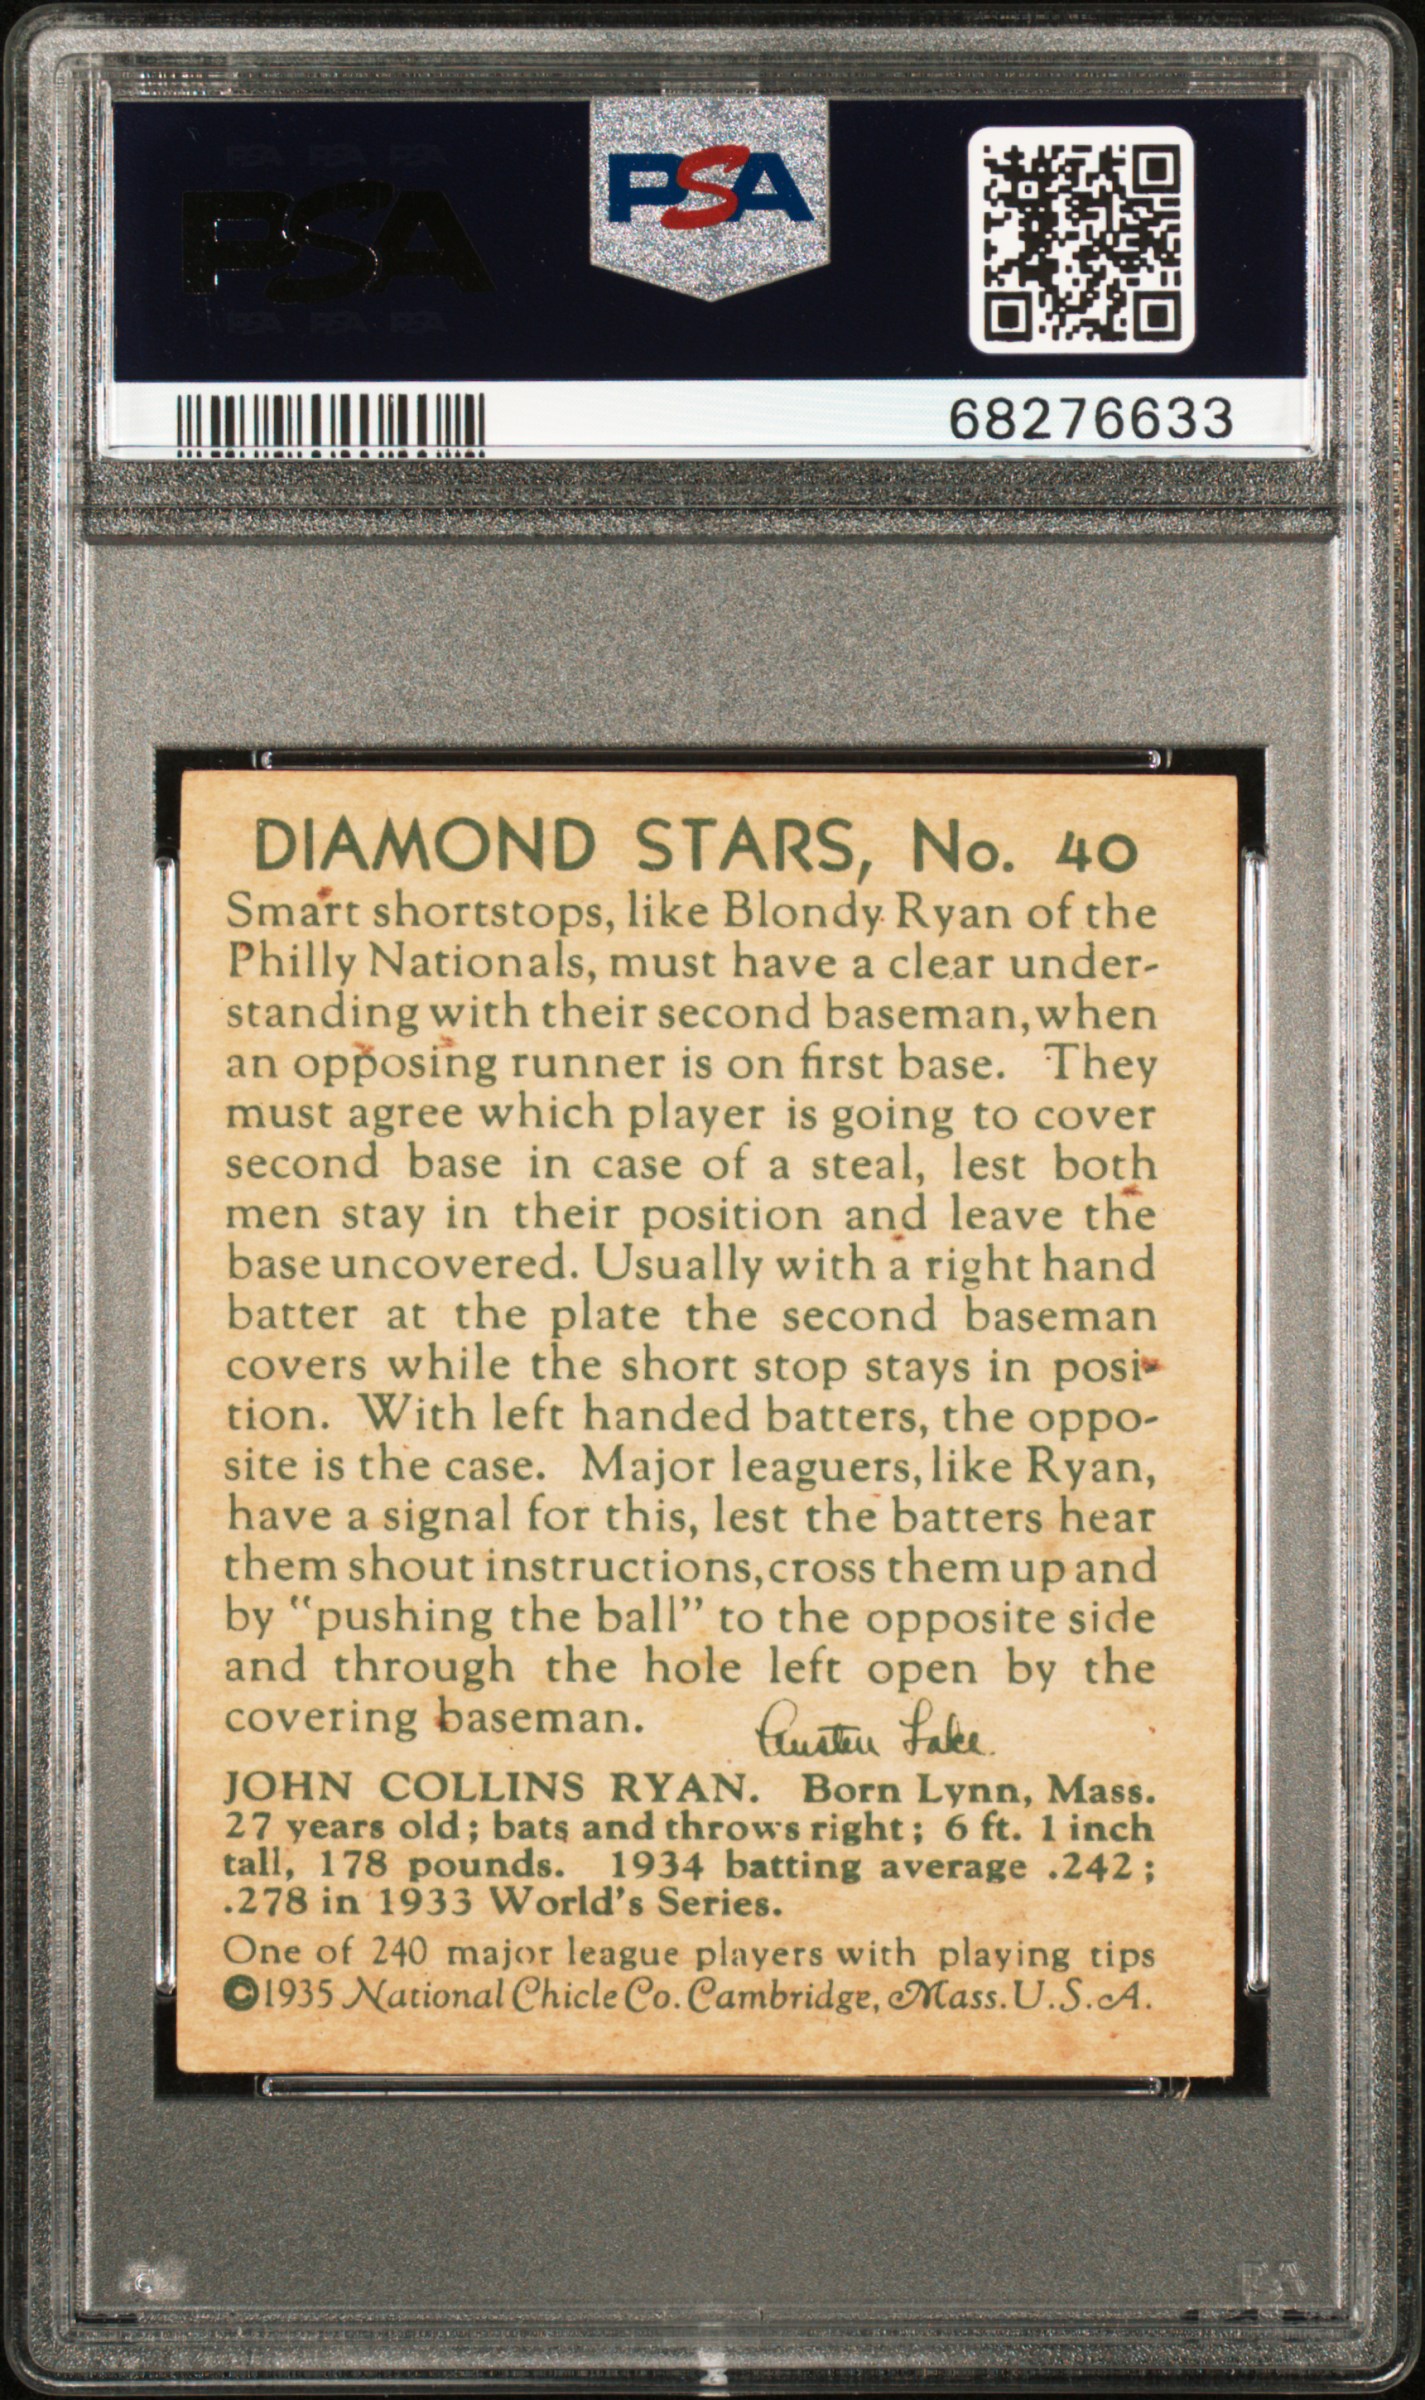 PSA PSA PSA
PSA
PSA PSA PSA
PSA
68276633
DIAMOND STARS, No. 40
Smart shortstops, like Blondy Ryan of the
Philly Nationals, must have a clear under-
standing with their second baseman, when
an opposing runner is on first base. They
must agree which player is going to cover
second base in case of a steal, lest both
men stay in their position and leave the
base uncovered. Usually with a right hand
batter at the plate the second baseman
covers while the short stop stays in posi-
tion. With left handed batters, the oppo-
site is the case. Major leaguers, like Ryan,
have a signal for this, lest the batters hear
them shout instructions, cross them up and
by "pushing the ball" to the opposite side
and through the hole left open by the
covering baseman.
Austen Lake.
JOHN COLLINS RYAN. Born Lynn, Mass.
27 years old; bats and throws right; 6 ft. 1 inch
tall, 178 pounds. 1934 batting average .242;
.278 in 1933 World's Series.
One of 240 major league players with playing tips
©1935 National Chicle Co. Cambridge, Mass. U.S.A.